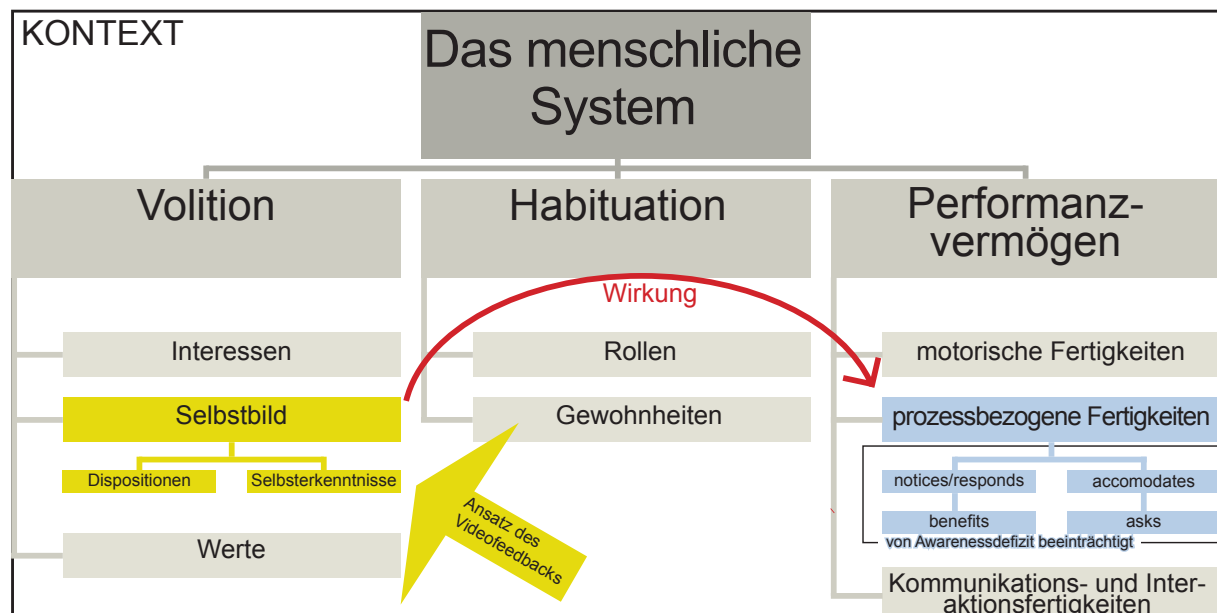 KONTEXT
Das menschliche
System
Volition
Habituation
Performanz-
vermögen
Wirkung
Interessen
Rollen
motorische Fertigkeiten
Selbstbild
Gewohnheiten
prozessbezogene Fertigkeiten
Dispositionen
Selbsterkenntnisse
notices/responds
accomodates
benefits
asks
von Awarenessdefizit beeinträchtigt
Ansatz des
Videofeedbacks
Werte
Kommunikations- und Inter-
aktionsfertigkeiten